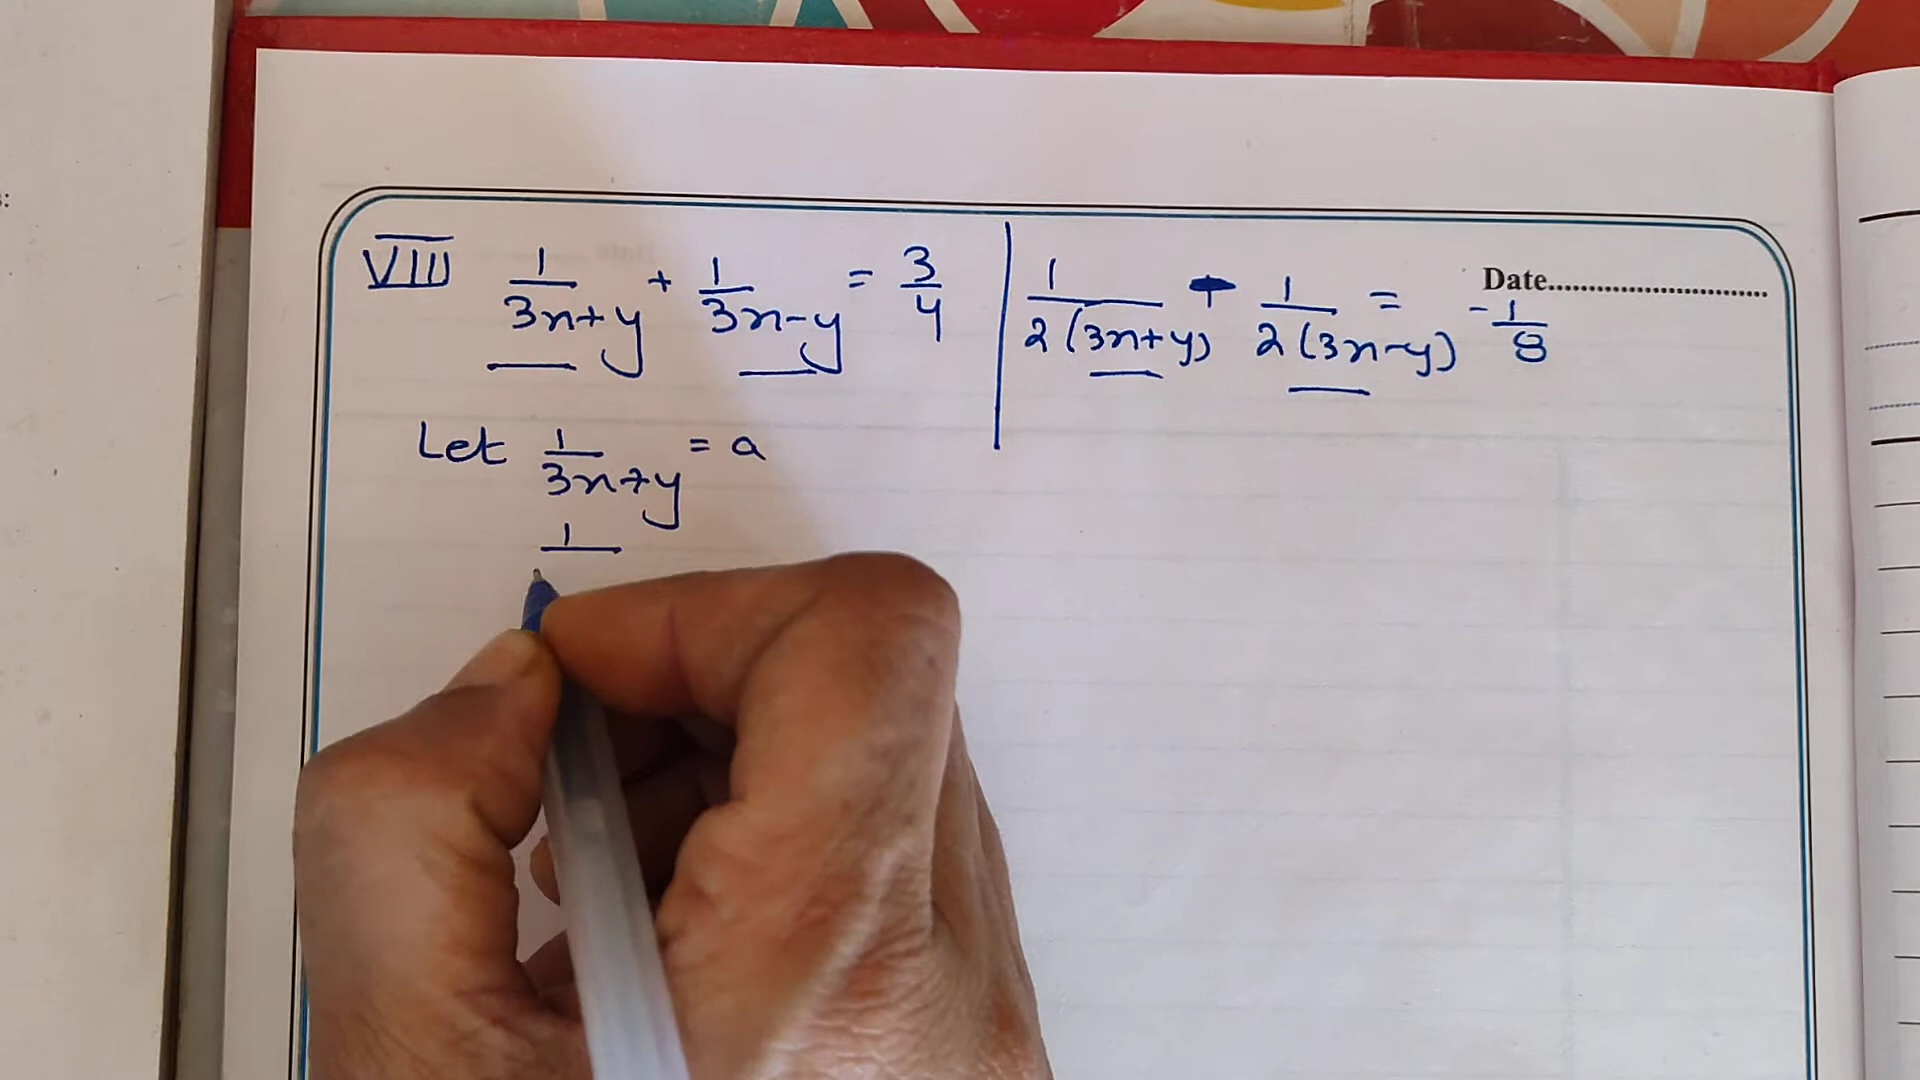 VIII 1/3x+y + 1/3x-y = 3/4 | 1/2(3x+y) - 1/2(3x-y) = -1/8
Date
Let 1/3x+y = a
1